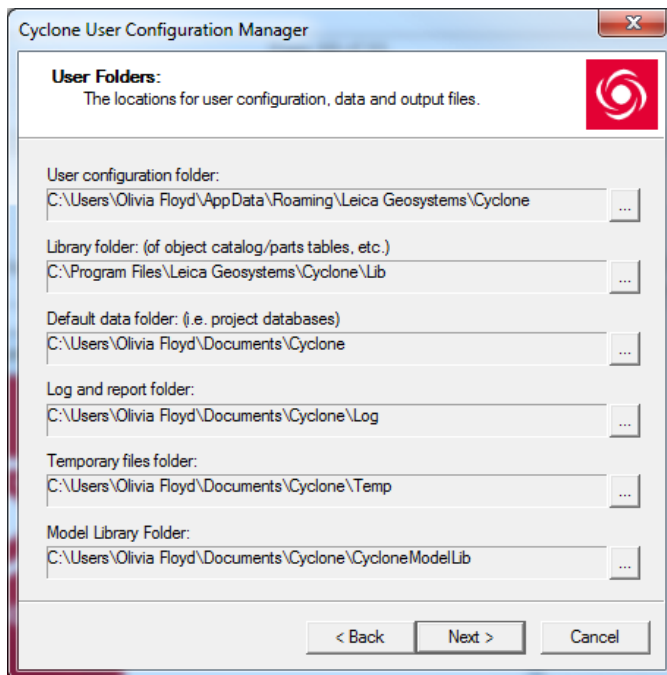 Cyclone User Configuration Manager
User Folders:
The locations for user configuration, data and output files.
User configuration folder:
C:\Users\Olivia Floyd\AppData\Roaming\Leica Geosystems\Cyclone
...
Library folder: (of object catalog/parts tables, etc.)
C:\Program Files\Leica Geosystems\Cyclone\Lib
...
Default data folder: (i.e. project databases)
C:\Users\Olivia Floyd\Documents\Cyclone
...
Log and report folder:
C:\Users\Olivia Floyd\Documents\Cyclone\Log
...
Temporary files folder:
C:\Users\Olivia Floyd\Documents\Cyclone\Temp
...
Model Library Folder:
C:\Users\Olivia Floyd\Documents\Cyclone\CycloneModelLib
...
< Back Next > Cancel